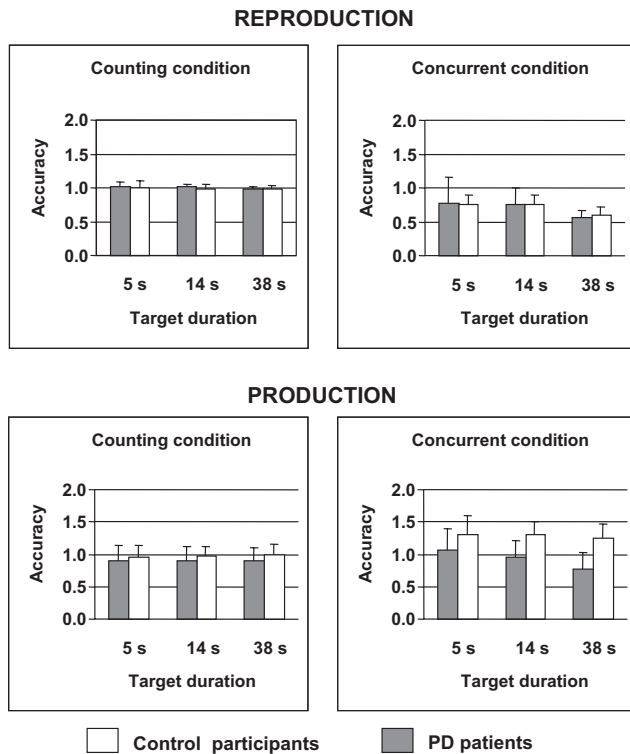 REPRODUCTION
Counting condition
Accuracy
2.0
1.5
1.0
0.5
0.0
5 s 14 s 38 s
Target duration
Concurrent condition
Accuracy
2.0
1.5
1.0
0.5
0.0
5 s 14 s 38 s
Target duration
PRODUCTION
Counting condition
Accuracy
2.0
1.5
1.0
0.5
0.0
5 s 14 s 38 s
Target duration
Concurrent condition
Accuracy
2.0
1.5
1.0
0.5
0.0
5 s 14 s 38 s
Target duration
Control participants PD patients